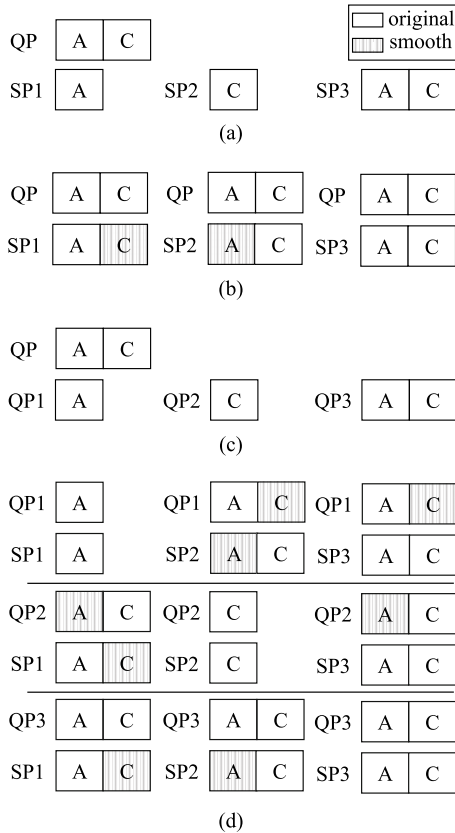 original
smooth
QP A C
SP1 A SP2 C SP3 A C
(a)
QP A C QP A C QP A C
SP1 A C SP2 A C SP3 A C
(b)
QP A C
QP1 A QP2 C QP3 A C
(c)
QP1 A QP1 A C QP1 A C
SP1 A SP2 A C SP3 A C
QP2 A C QP2 C QP2 A C
SP1 A C SP2 C SP3 A C
QP3 A C QP3 A C QP3 A C
SP1 A C SP2 A C SP3 A C
(d)